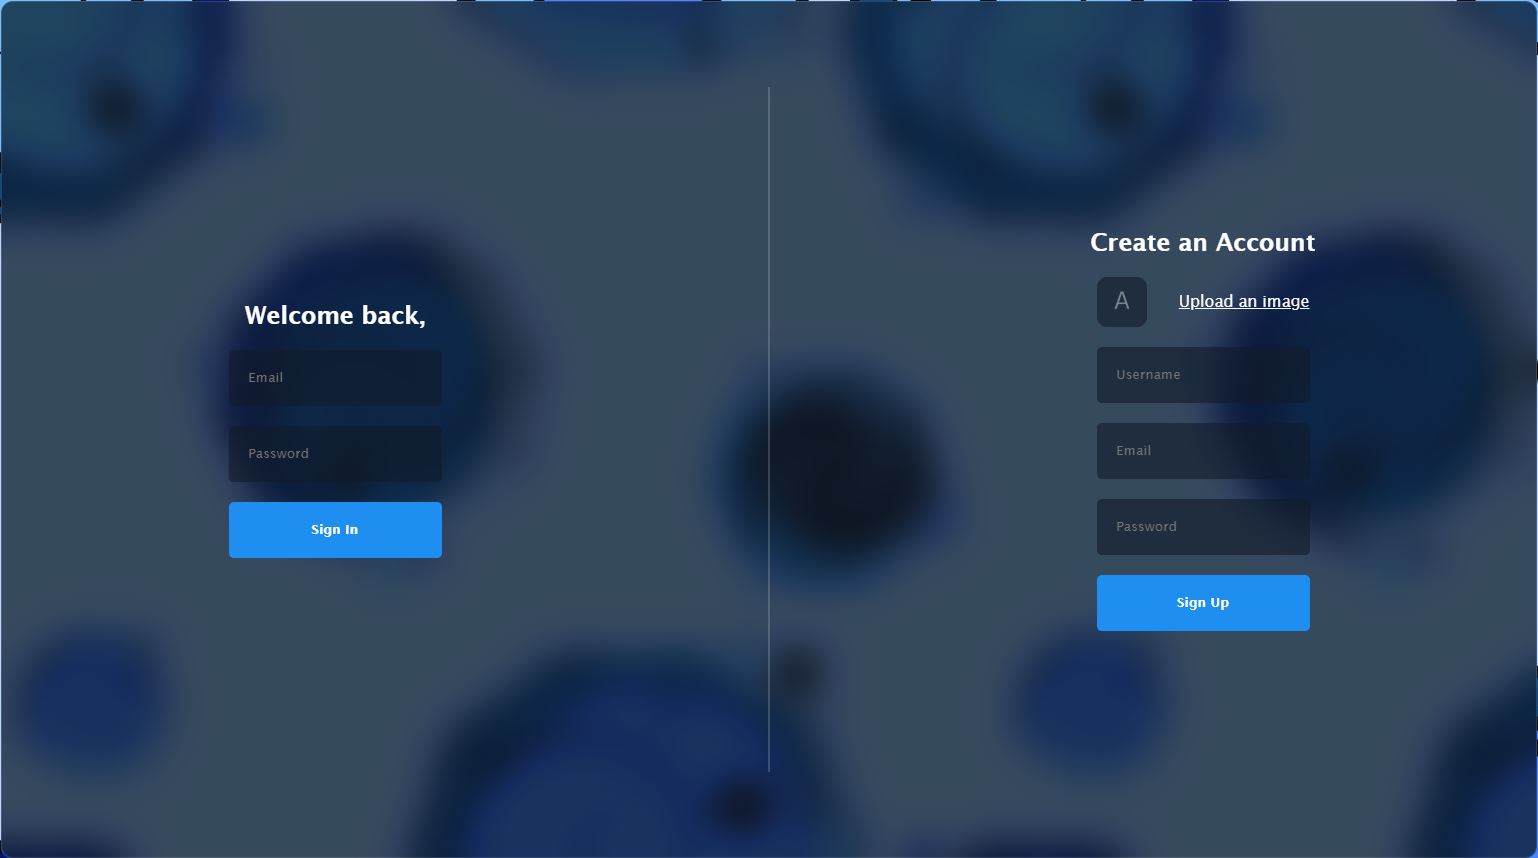 Welcome back,
Email
Password
Sign In
Create an Account
A
Upload an image
Username
Email
Password
Sign Up